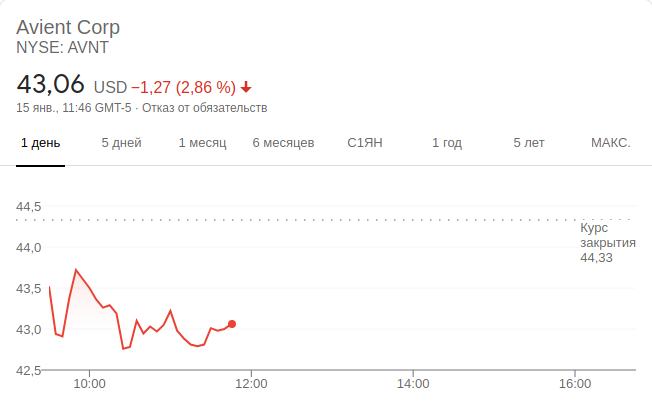 Avient Corp
NYSE: AVNT
43,06 USD −1,27 (2,86 %)
15 янв., 11:46 GMT-5 · Отказ от обязательств
1 день 5 дней 1 месяц 6 месяцев С1ЯН 1 год 5 лет МАКС.
44,5
Курс
закрытия
44,33
44,0
43,5
43,0
42,5
10:00 12:00 14:00 16:00